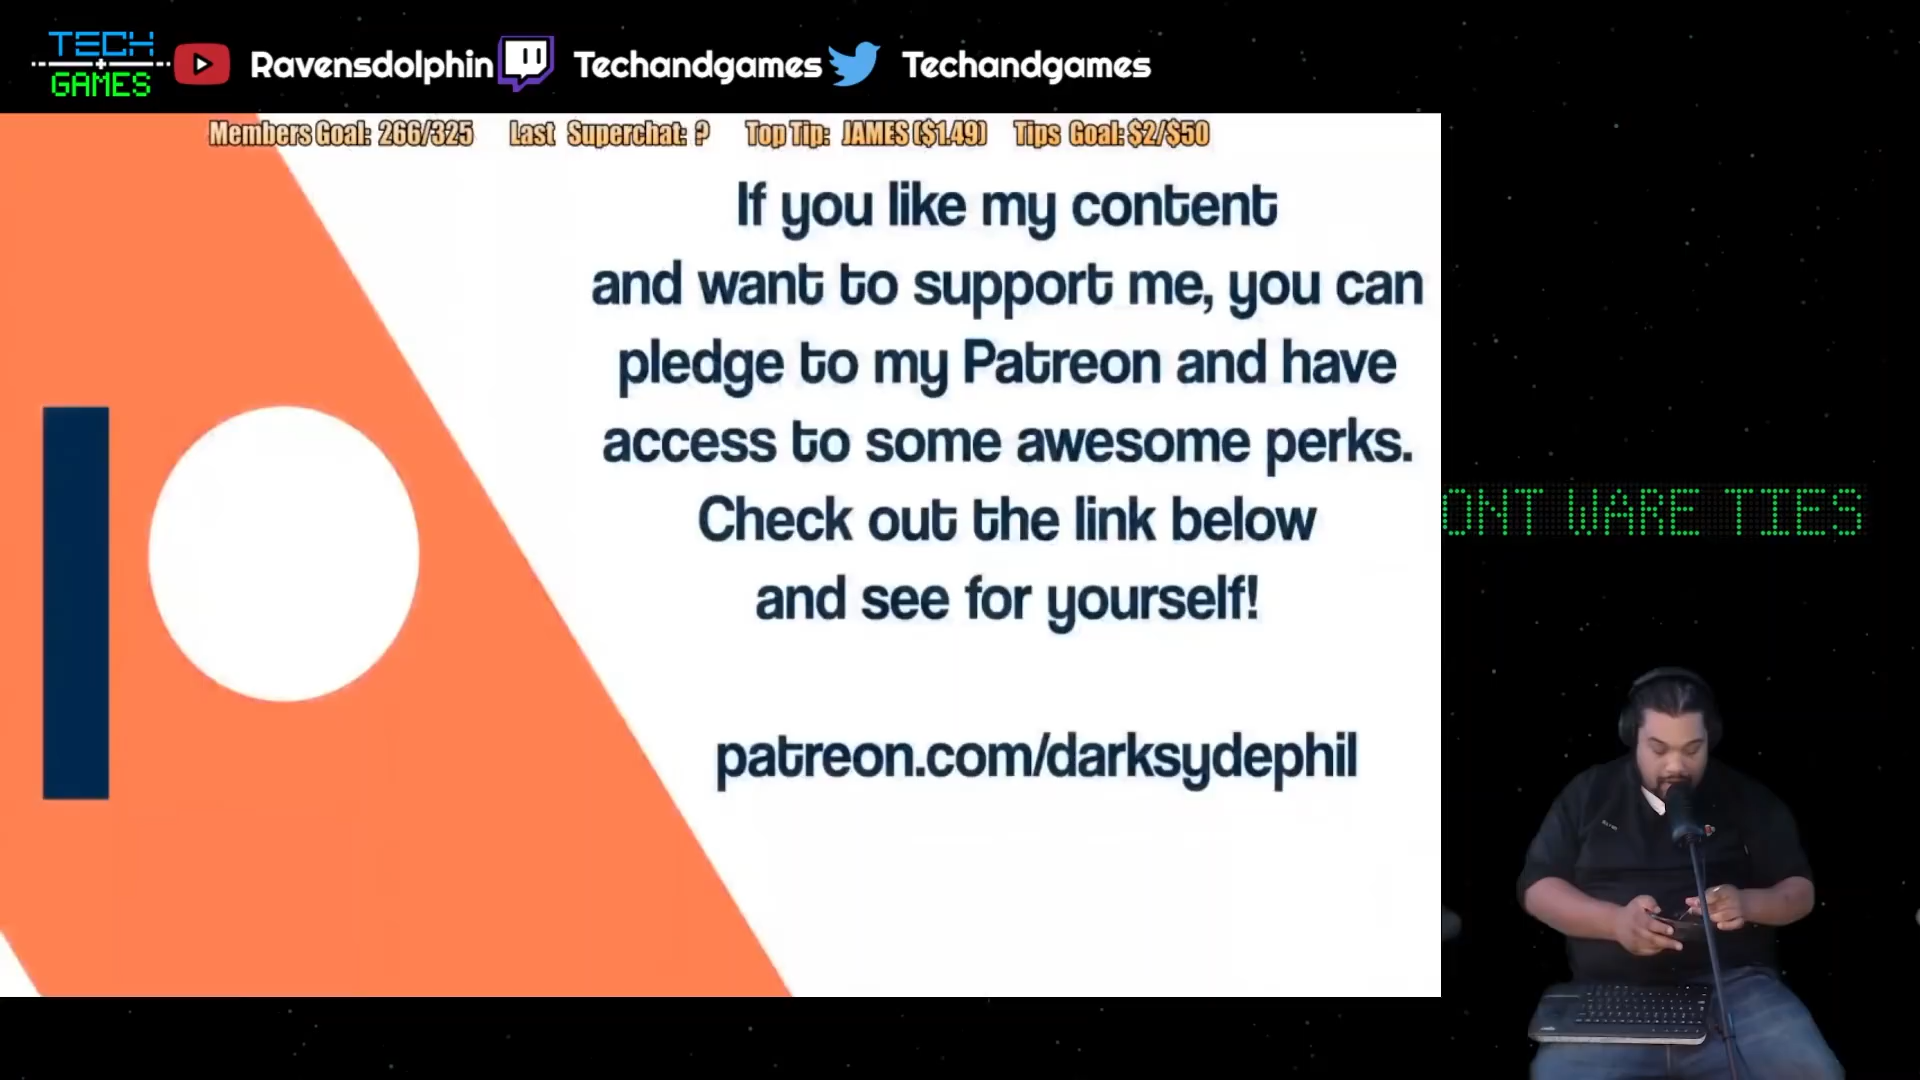 TECH
GAMES
Ravensdolphin
Techandgames
Techandgames
Members Goal: 266/325 Last Superchat: ? Top Tip: JAMES ($1.49) Tips Goal: $2/$50
If you like my content
and want to support me, you can
pledge to my Patreon and have
access to some awesome perks.
Check out the link below
and see for yourself!
patreon.com/darksydephil
ONT WARE TIES